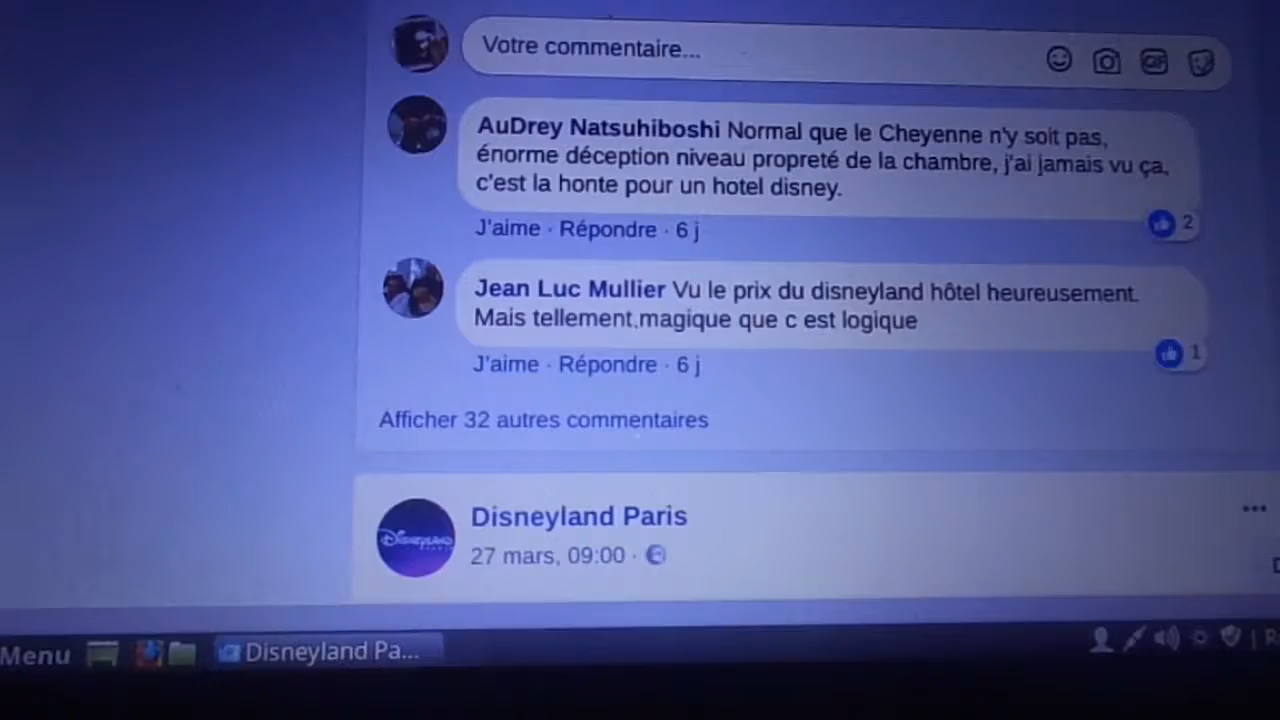 Votre commentaire...
GIF
AuDrey Natsuhiboshi Normal que le Cheyenne n'y soit pas,
énorme déception niveau propreté de la chambre, j'ai jamais vu ça,
c'est la honte pour un hotel disney.
J'aime · Répondre · 6 j
2
Jean Luc Mullier Vu le prix du disneyland hôtel heureusement.
Mais tellement.magique que c est logique
J'aime · Répondre · 6 j
1
Afficher 32 autres commentaires
Disneyland Paris
DISNEYLAND
27 mars, 09:00 ·
Menu
Disneyland Pa...